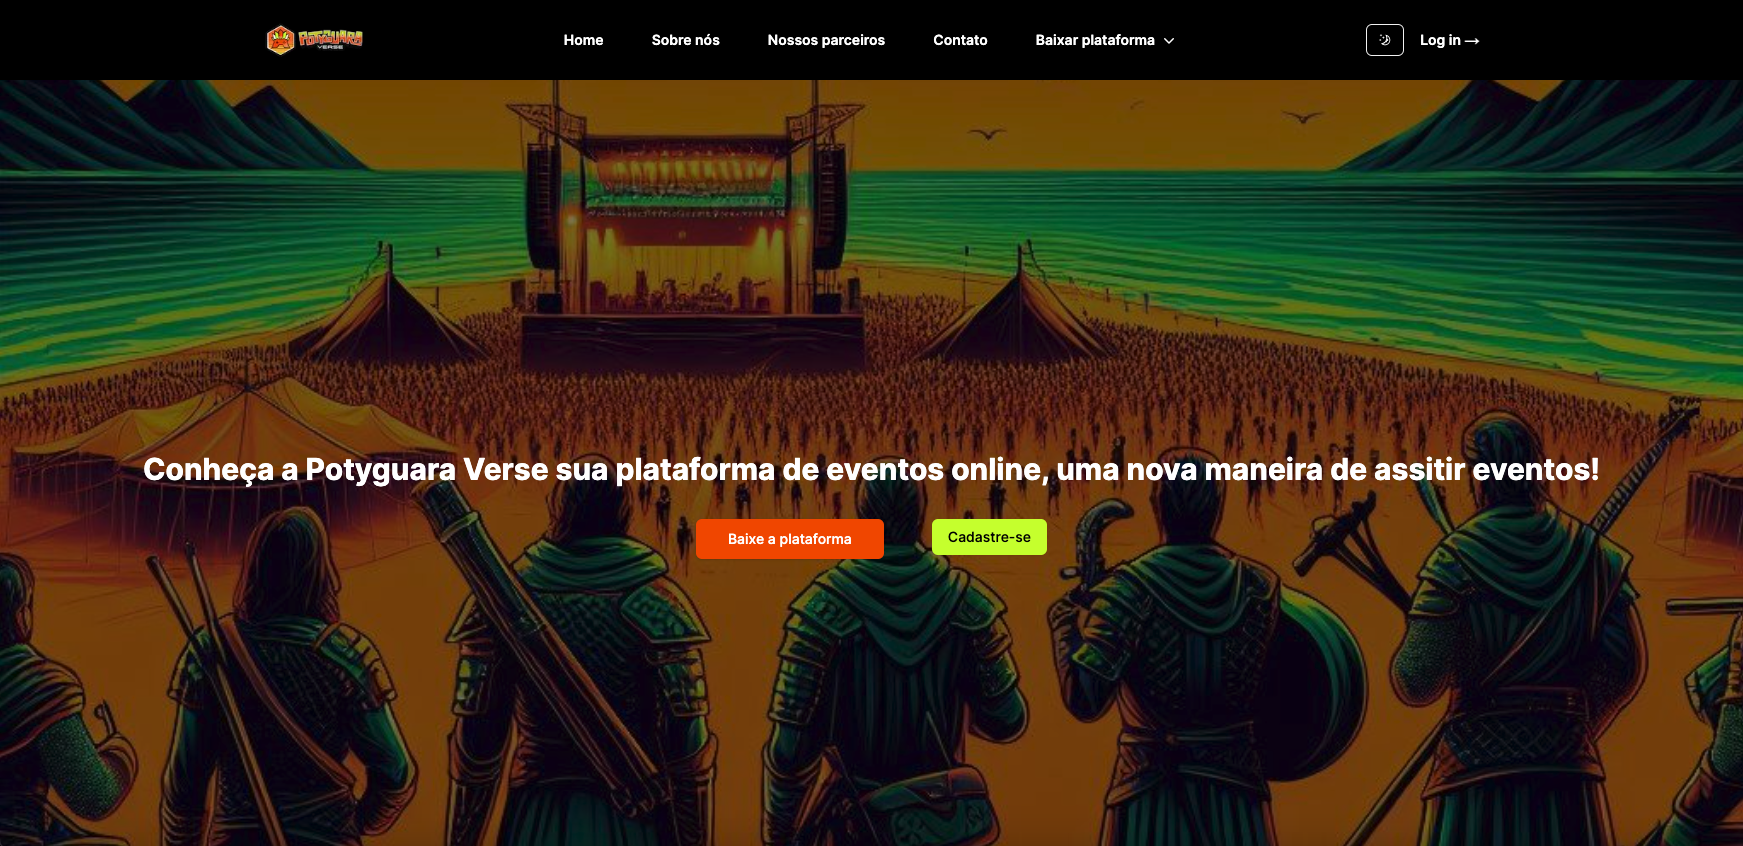 POTYGUARA
VERSE
Home
Sobre nós
Nossos parceiros
Contato
Baixar plataforma
Log in →
Conheça a Potyguara Verse sua plataforma de eventos online, uma nova maneira de assitir eventos!
Baixe a plataforma
Cadastre-se